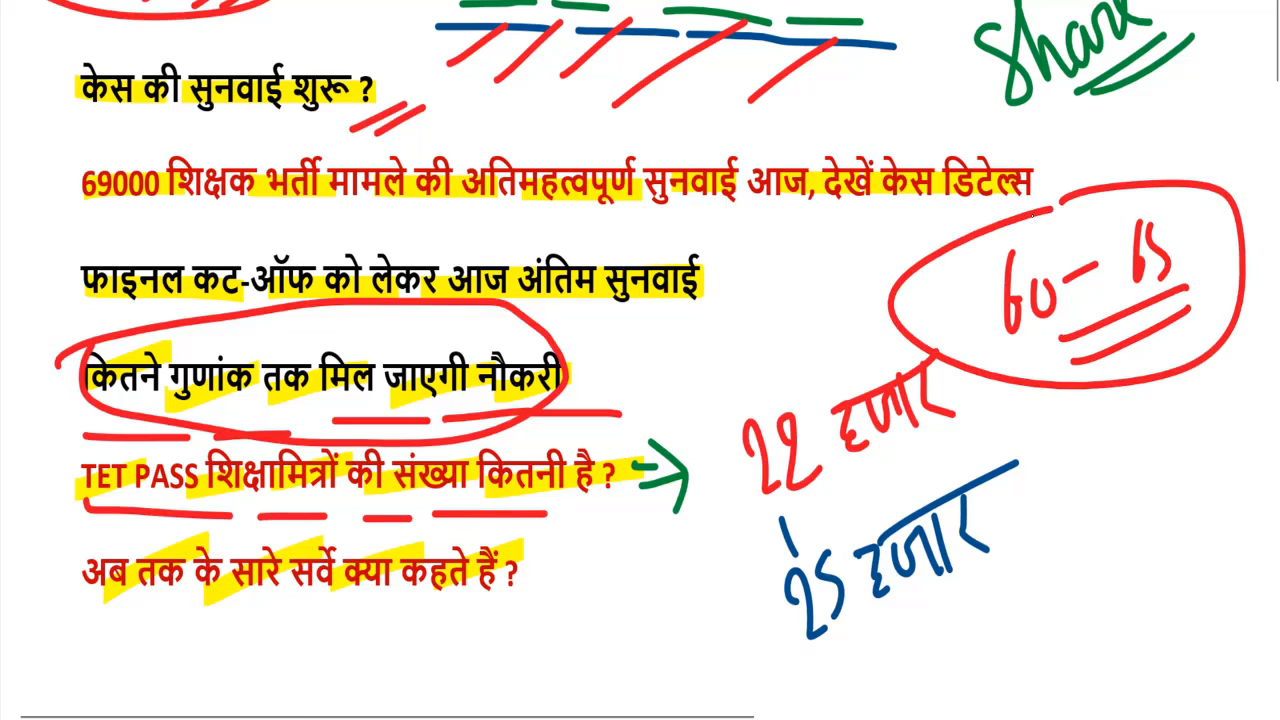 Share
केस की सुनवाई शुरू ?
69000 शिक्षक भर्ती मामले की अतिमहत्वपूर्ण सुनवाई आज, देखें केस डिटेल्स
60 - 65
फाइनल कट-ऑफ को लेकर आज अंतिम सुनवाई
कितने गुणांक तक मिल जाएगी नौकरी
22 हजार
TET PASS शिक्षामित्रों की संख्या कितनी है ?
25 हजार
अब तक के सारे सर्वे क्या कहते हैं ?